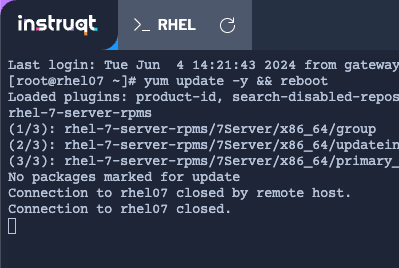 instruqt
>_ RHEL
Last login: Tue Jun  4 14:21:43 2024 from gateway
[root@rhel07 ~]# yum update -y && reboot
Loaded plugins: product-id, search-disabled-repos
rhel-7-server-rpms
(1/3): rhel-7-server-rpms/7Server/x86_64/group
(2/3): rhel-7-server-rpms/7Server/x86_64/updatein
(3/3): rhel-7-server-rpms/7Server/x86_64/primary_
No packages marked for update
Connection to rhel07 closed by remote host.
Connection to rhel07 closed.